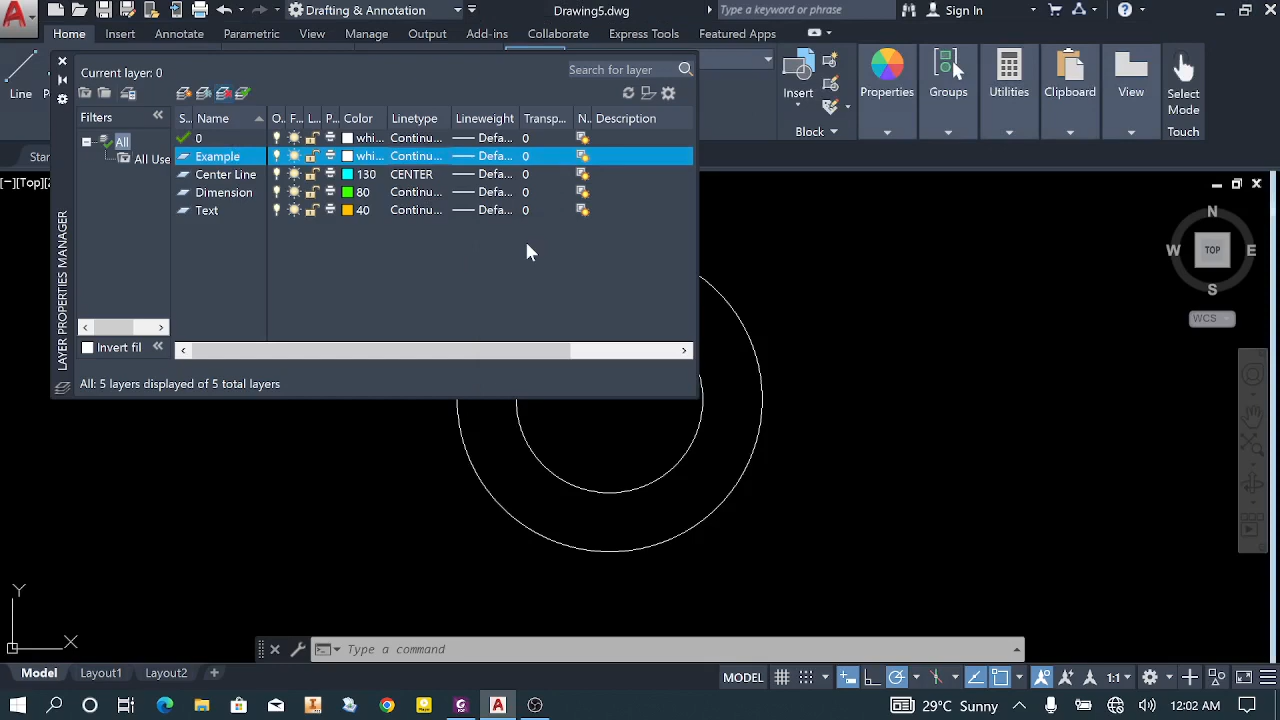 Drafting & Annotation
Drawing5.dwg
Type a keyword or phrase
Sign In
Home Insert Annotate Parametric View Manage Output Add-ins Collaborate Express Tools Featured Apps
Line
Insert
Properties
Groups
Utilities
Clipboard
View
Select
Mode
Block
Touch
Star
[−][Top]
Current layer: 0
Search for layer
Filters
S.. Name O.. F.. L.. P.. Color Linetype Lineweight Transp... N.. Description
All
All Use
0 whi... Continu... Defa... 0
Example whi... Continu... Defa... 0
Center Line 130 CENTER Defa... 0
Dimension 80 Continu... Defa... 0
Text 40 Continu... Defa... 0
Invert fil
All: 5 layers displayed of 5 total layers
LAYER PROPERTIES MANAGER
N
W TOP E
S
WCS
Y
X
Type a command
Model Layout1 Layout2
MODEL
1:1
29°C Sunny
12:02 AM